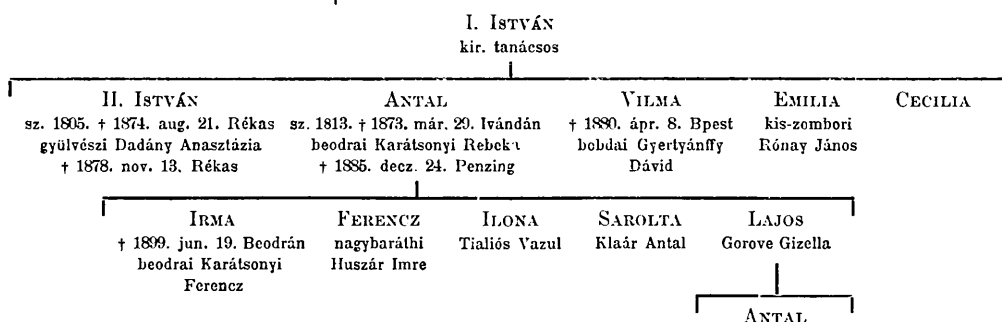 I. ISTVÁN
kir. tanácsos
II. ISTVÁN
sz. 1805. † 1874. aug. 21. Rékas
gyülvészi Dadány Anasztázia
† 1878. nov. 13. Rékas
ANTAL
sz. 1813. † 1873. már. 29. Ivándán
beodrai Karátsonyi Rebeka
† 1885. decz. 24. Penzing
VILMA
† 1880. ápr. 8. Bpest
bobdai Gyertyánffy
Dávid
EMILIA
kis-zombori
Rónay János
CECILIA
IRMA
† 1899. jun. 19. Beodrán
beodrai Karátsonyi
Ferencz
FERENCZ
nagybaráthi
Huszár Imre
ILONA
Tialiós Vazul
SAROLTA
Klaár Antal
LAJOS
Gorove Gizella
ANTAL